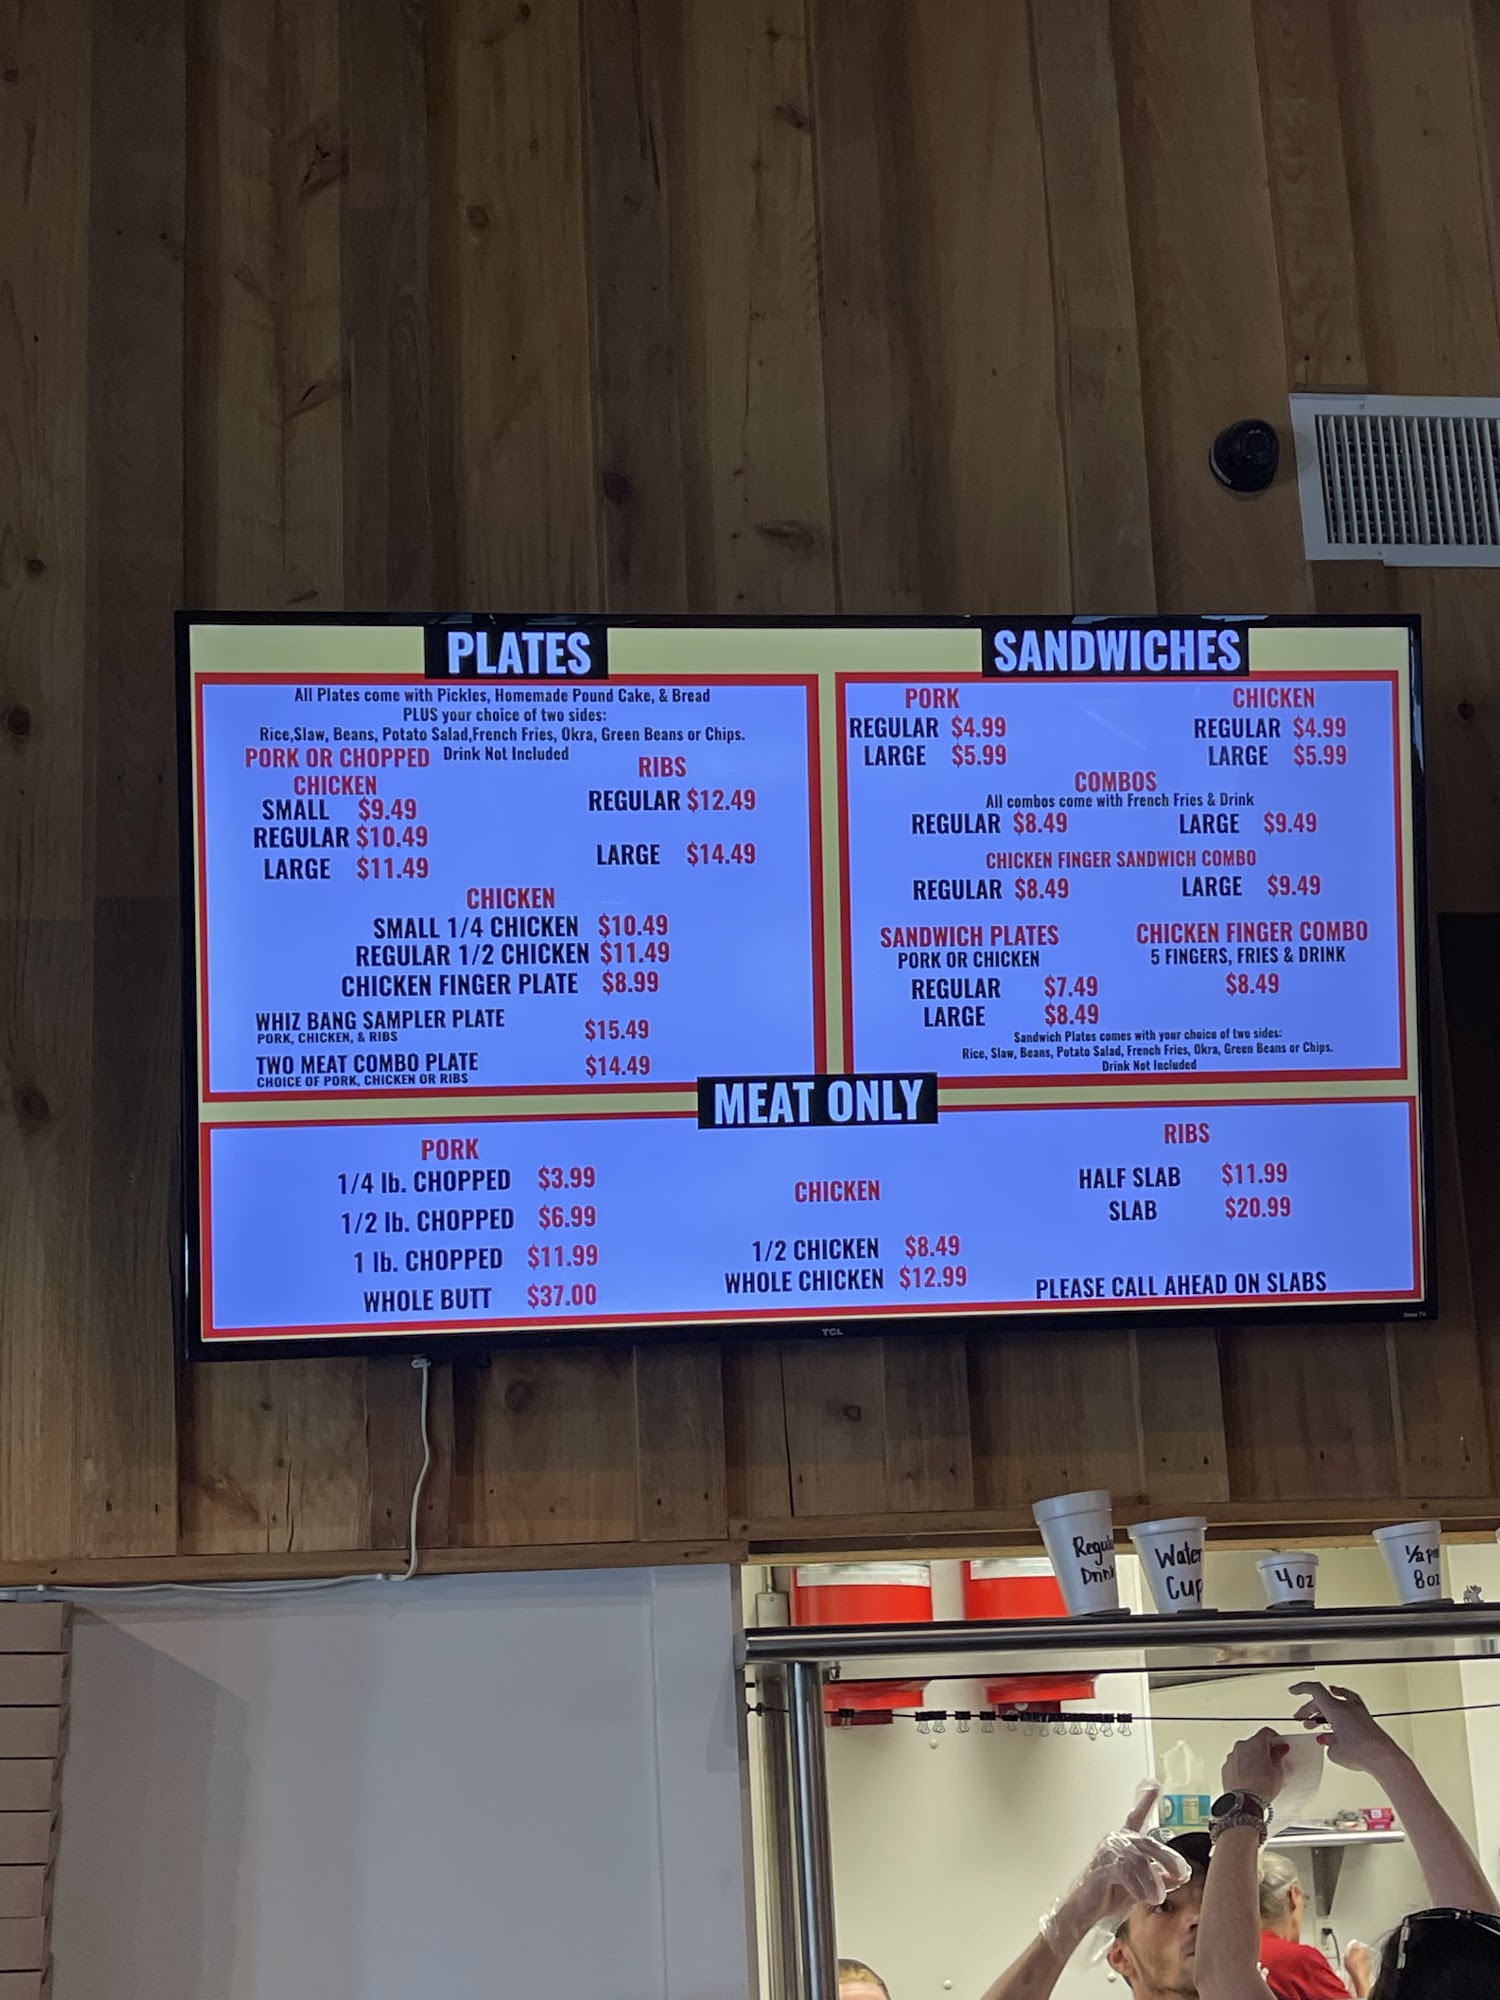 PLATES
All Plates come with Pickles, Homemade Pound Cake, & Bread
PLUS your choice of two sides:
Rice,Slaw, Beans, Potato Salad,French Fries, Okra, Green Beans or Chips.
Drink Not Included
PORK OR CHOPPED
CHICKEN
SMALL $9.49
REGULAR $10.49
LARGE $11.49
RIBS
REGULAR $12.49
LARGE $14.49
CHICKEN
SMALL 1/4 CHICKEN $10.49
REGULAR 1/2 CHICKEN $11.49
CHICKEN FINGER PLATE $8.99
WHIZ BANG SAMPLER PLATE $15.49
PORK, CHICKEN, & RIBS
TWO MEAT COMBO PLATE $14.49
CHOICE OF PORK, CHICKEN OR RIBS
SANDWICHES
PORK
REGULAR $4.99
LARGE $5.99
CHICKEN
REGULAR $4.99
LARGE $5.99
COMBOS
All combos come with French Fries & Drink
REGULAR $8.49 LARGE $9.49
CHICKEN FINGER SANDWICH COMBO
REGULAR $8.49 LARGE $9.49
SANDWICH PLATES
PORK OR CHICKEN
REGULAR $7.49
LARGE $8.49
CHICKEN FINGER COMBO
5 FINGERS, FRIES & DRINK
$8.49
Sandwich Plates comes with your choice of two sides:
Rice, Slaw, Beans, Potato Salad, French Fries, Okra, Green Beans or Chips.
Drink Not Included
MEAT ONLY
PORK
1/4 lb. CHOPPED $3.99
1/2 lb. CHOPPED $6.99
1 lb. CHOPPED $11.99
WHOLE BUTT $37.00
CHICKEN
1/2 CHICKEN $8.49
WHOLE CHICKEN $12.99
RIBS
HALF SLAB $11.99
SLAB $20.99
PLEASE CALL AHEAD ON SLABS
TCL
Drink
Water
Cup
4 oz
8 oz